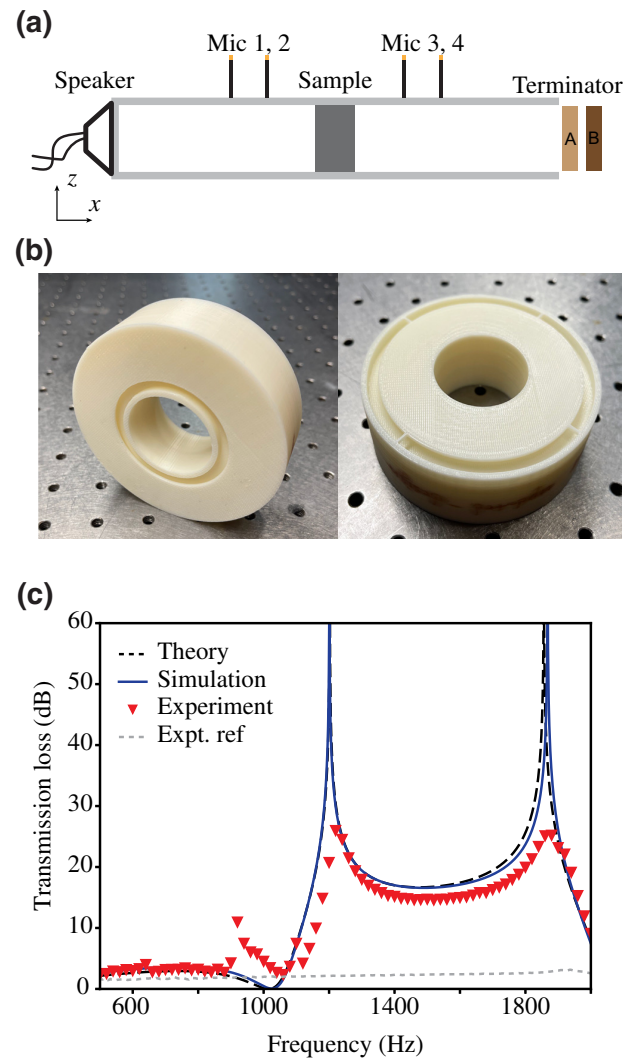 (a)
Mic 1, 2
Mic 3, 4
Speaker
Sample
Terminator
A
B
z
x
(b)
(c)
60
50
40
30
20
10
0
Transmission loss (dB)
Theory
Simulation
Experiment
Expt. ref
600
1000
1400
1800
Frequency (Hz)